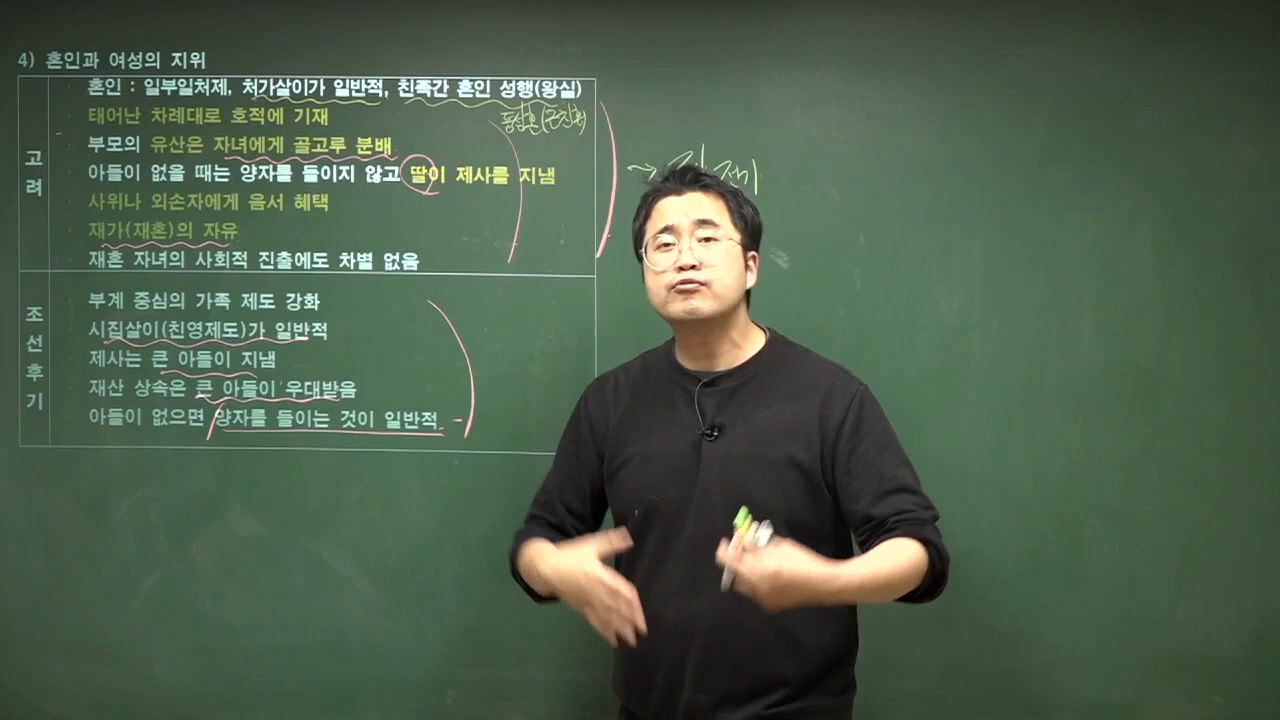 4) 혼인과 여성의 지위
고려
· 혼인 : 일부일처제, 처가살이가 일반적, 친족간 혼인 성행(왕실)
· 태어난 차례대로 호적에 기재
· 부모의 유산은 자녀에게 골고루 분배
· 아들이 없을 때는 양자를 들이지 않고 딸이 제사를 지냄
· 사위나 외손자에게 음서 혜택
· 재가(재혼)의 자유
· 재혼 자녀의 사회적 진출에도 차별 없음
조선후기
· 부계 중심의 가족 제도 강화
· 시집살이(친영제도)가 일반적
· 제사는 큰 아들이 지냄
· 재산 상속은 큰 아들이 우대받음
· 아들이 없으면 양자를 들이는 것이 일반적